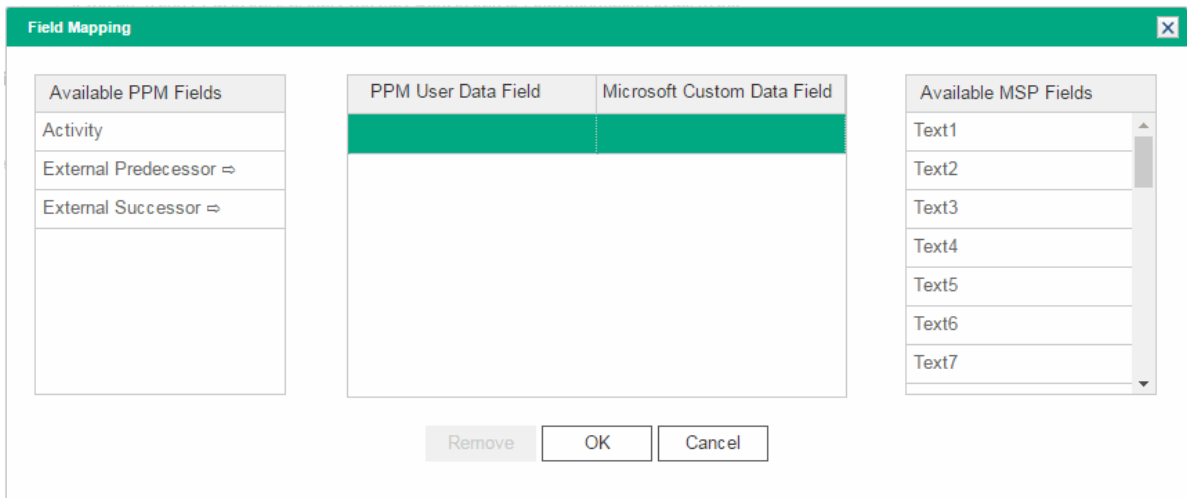 Field Mapping
Available PPM Fields
Activity
External Predecessor ⇨
External Successor ⇨
PPM User Data Field
Microsoft Custom Data Field
Available MSP Fields
Text1
Text2
Text3
Text4
Text5
Text6
Text7
Remove
OK
Cancel